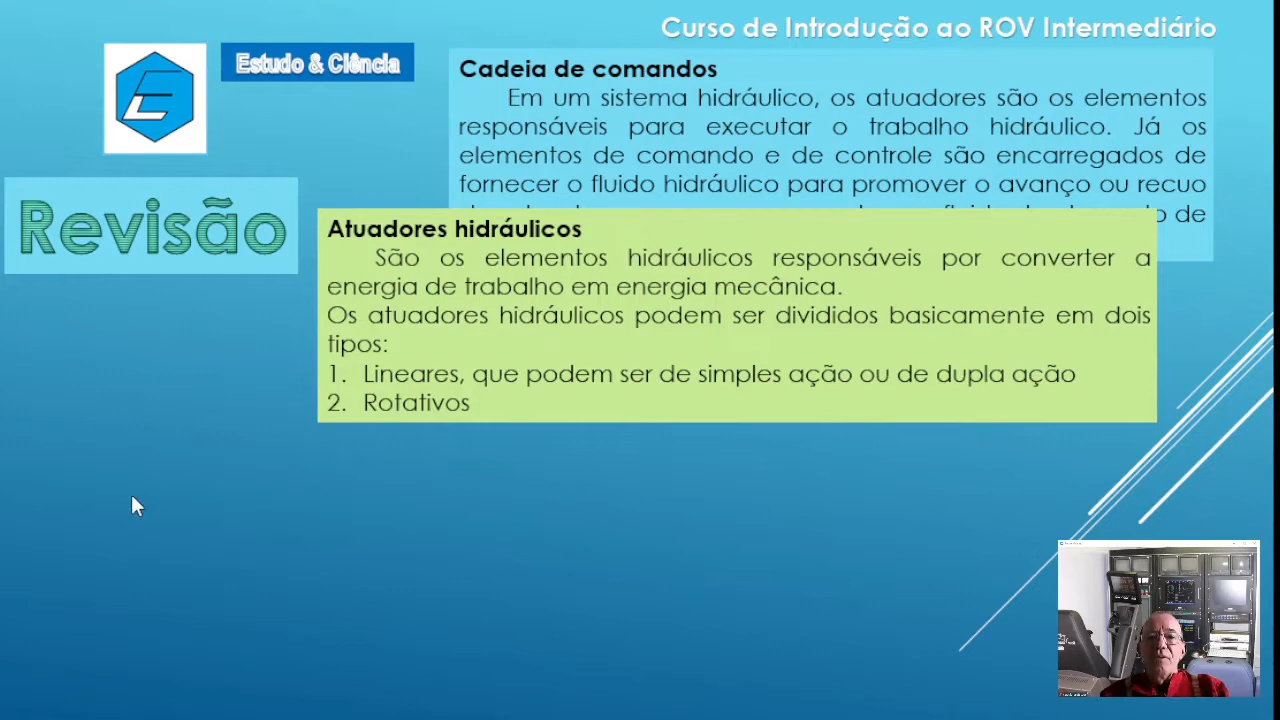 Curso de Introdução ao ROV Intermediário
Estudo & Ciência
Revisão
Cadeia de comandos
Em um sistema hidráulico, os atuadores são os elementos
responsáveis para executar o trabalho hidráulico. Já os
elementos de comando e de controle são encarregados de
fornecer o fluido hidráulico para promover o avanço ou recuo
de
Atuadores hidráulicos
São os elementos hidráulicos responsáveis por converter a
energia de trabalho em energia mecânica.
Os atuadores hidráulicos podem ser divididos basicamente em dois
tipos:
1. Lineares, que podem ser de simples ação ou de dupla ação
2. Rotativos